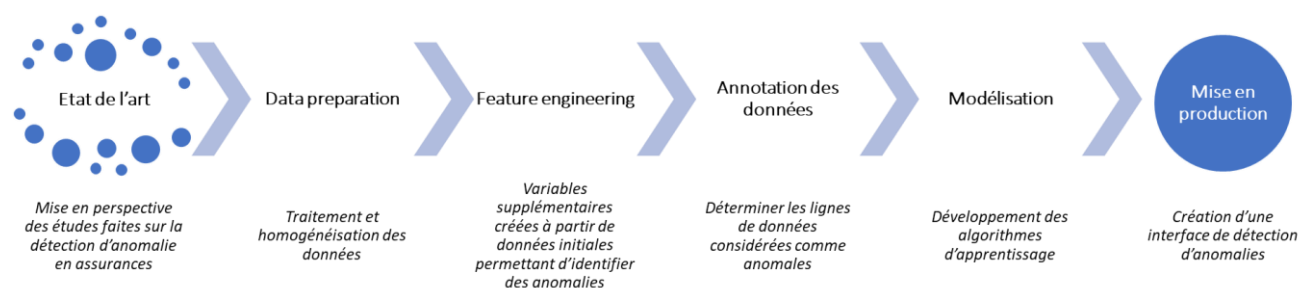 Etat de l'art
Data preparation
Feature engineering
Annotation des
données
Modélisation
Mise en
production
Mise en perspective
des études faites sur la
détection d'anomalie
en assurances
Traitement et
homogénéisation des
données
Variables
supplémentaires
créées à partir de
données initiales
permettant d'identifier
des anomalies
Déterminer les lignes
de données
considérées comme
anomales
Développement des
algorithmes
d'apprentissage
Création d'une
interface de détection
d'anomalies